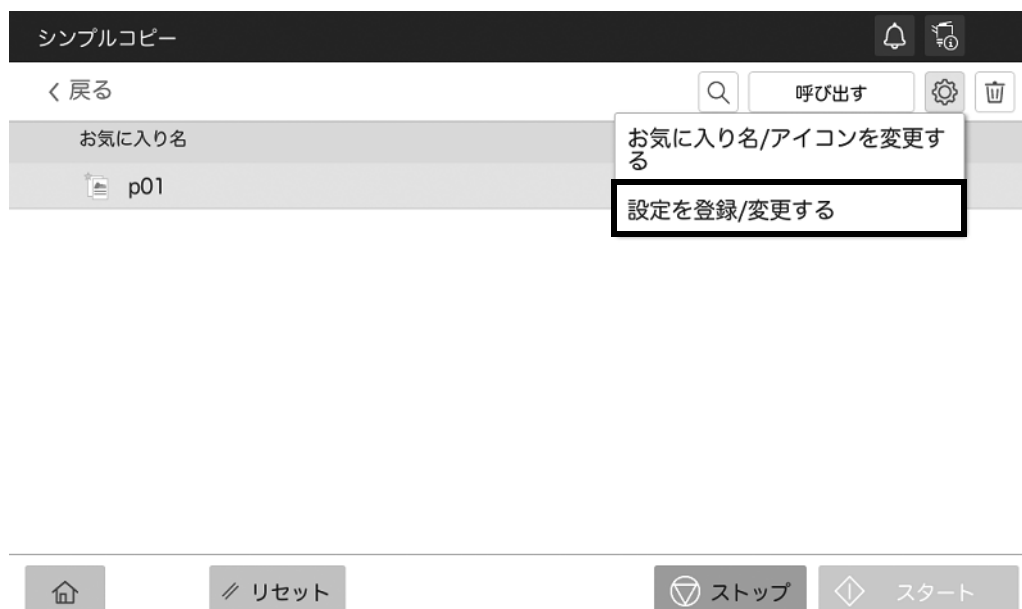 シンプルコピー
戻る
呼び出す
お気に入り名
お気に入り名/アイコンを変更す
る
p01
設定を登録/変更する
リセット
ストップ
スタート